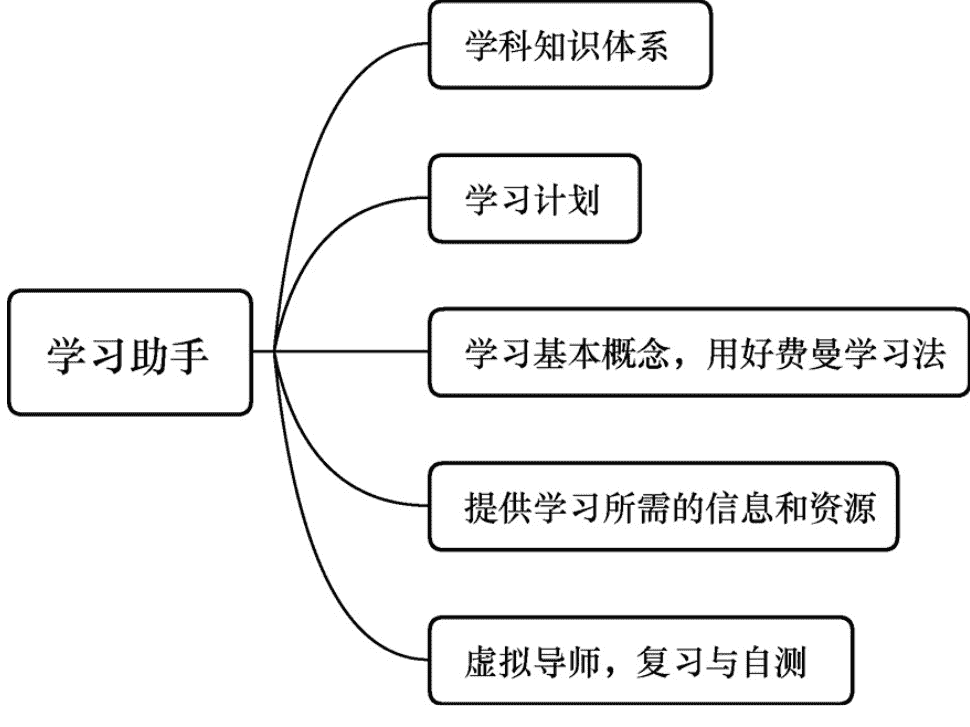 学习助手
学科知识体系
学习计划
学习基本概念，用好费曼学习法
提供学习所需的信息和资源
虚拟导师，复习与自测